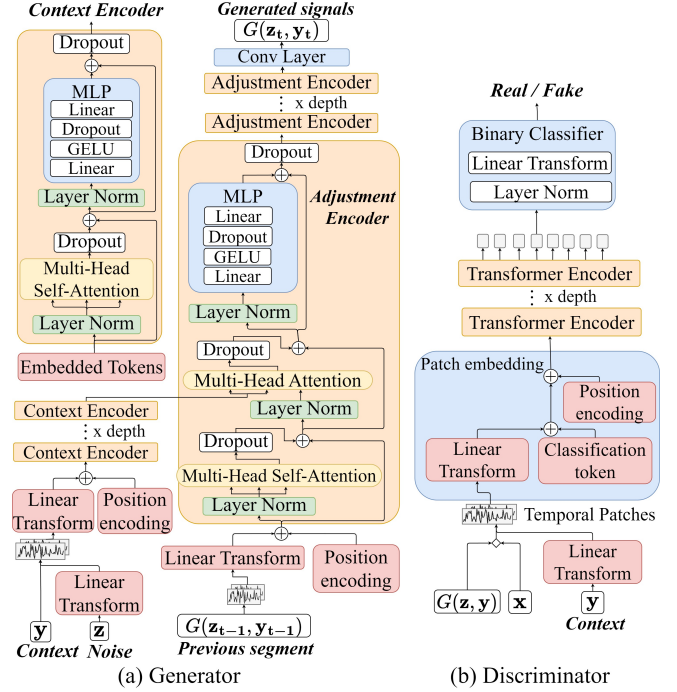 Context Encoder
Dropout
MLP
Linear
Dropout
GELU
Linear
Layer Norm
Dropout
Multi-Head
Self-Attention
Layer Norm
Embedded Tokens
Context Encoder
x depth
Context Encoder
Linear
Transform
Position
encoding
Linear
Transform
y
z
Context
Noise
Generated signals
G(z_t, y_t)
Conv Layer
Adjustment Encoder
x depth
Adjustment Encoder
Dropout
MLP
Linear
Dropout
GELU
Linear
Adjustment
Encoder
Layer Norm
Dropout
Multi-Head Attention
Layer Norm
Dropout
Multi-Head Self-Attention
Layer Norm
Linear Transform
Position
encoding
G(z_{t-1}, y_{t-1})
Previous segment
(a) Generator
Real / Fake
Binary Classifier
Linear Transform
Layer Norm
Transformer Encoder
x depth
Transformer Encoder
Patch embedding
Position
encoding
Linear
Transform
Classification
token
Temporal Patches
Linear
Transform
G(z, y)
x
y
Context
(b) Discriminator